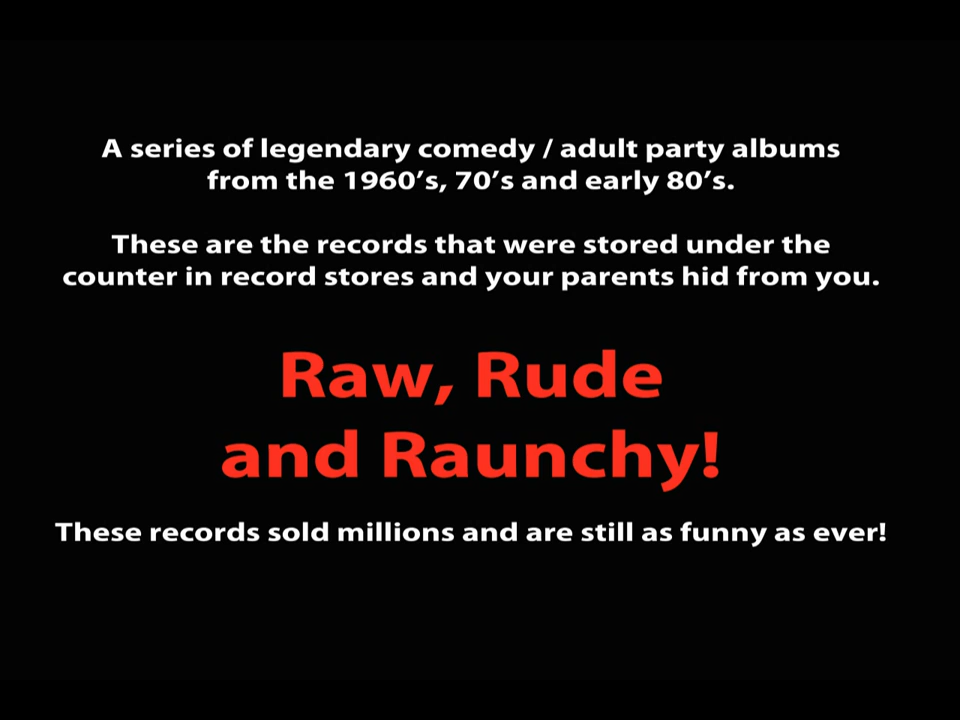 A series of legendary comedy / adult party albums
from the 1960’s, 70’s and early 80’s.
These are the records that were stored under the
counter in record stores and your parents hid from you.
Raw, Rude
and Raunchy!
These records sold millions and are still as funny as ever!